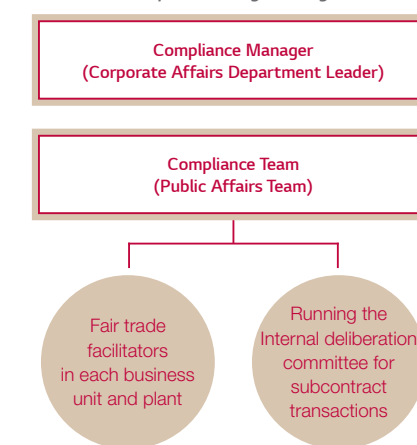 Compliance Manager
(Corporate Affairs Department Leader)
Compliance Team
(Public Affairs Team)
Fair trade
facilitators
in each business
unit and plant
Running the
Internal deliberation
committee for
subcontract
transactions